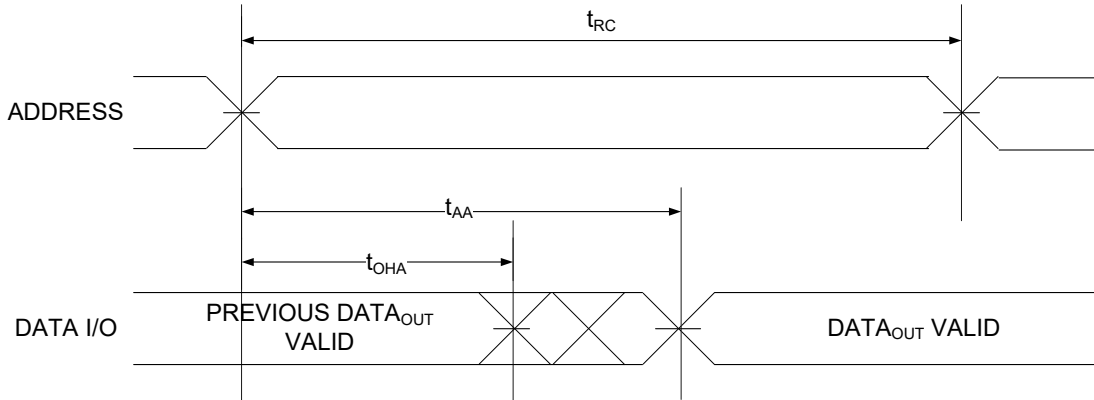 tRC
ADDRESS
tAA
tOHA
DATA I/O
PREVIOUS DATAOUT
VALID
DATAOUT VALID